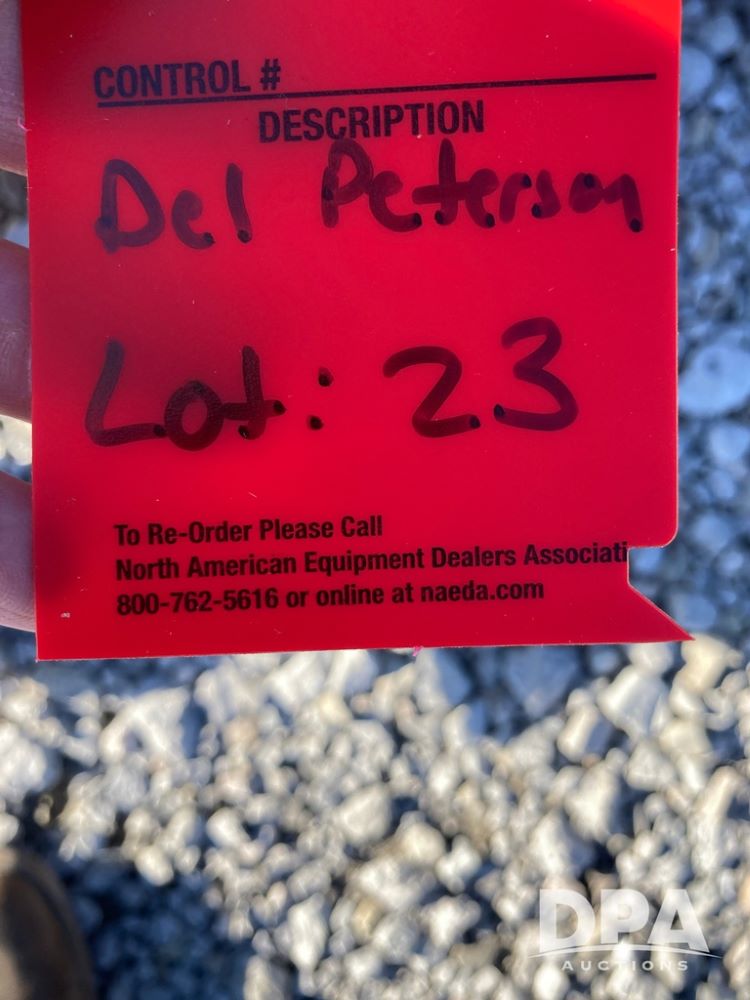 CONTROL #
DESCRIPTION
Del Peterson
Lot: 23
To Re-Order Please Call
North American Equipment Dealers Associati
800-762-5616 or online at naeda.com
DPA
AUCTIONS